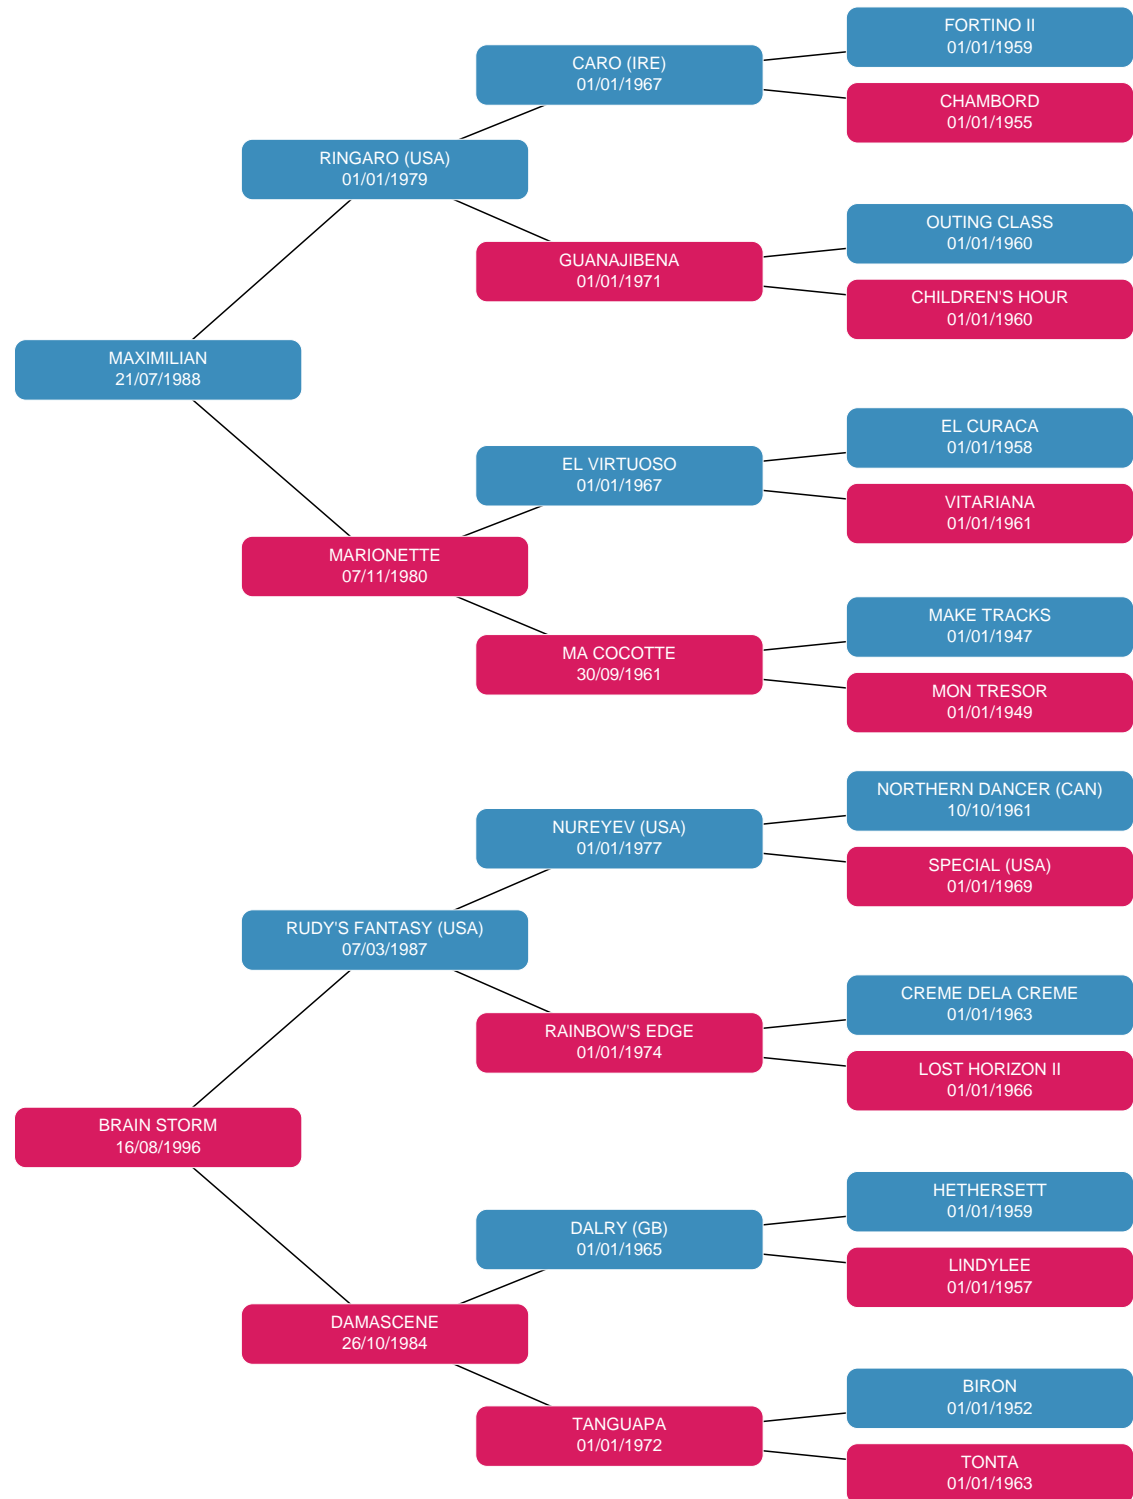 FORTINO II
01/01/1959
CARO (IRE)
01/01/1967
CHAMBORD
01/01/1955
RINGARO (USA)
01/01/1979
OUTING CLASS
01/01/1960
GUANAJIBENA
01/01/1971
CHILDREN'S HOUR
01/01/1960
MAXIMILIAN
21/07/1988
EL CURACA
01/01/1958
EL VIRTUOSO
01/01/1967
VITARIANA
01/01/1961
MARIONETTE
07/11/1980
MAKE TRACKS
01/01/1947
MA COCOTTE
30/09/1961
MON TRESOR
01/01/1949
NORTHERN DANCER (CAN)
10/10/1961
NUREYEV (USA)
01/01/1977
SPECIAL (USA)
01/01/1969
RUDY'S FANTASY (USA)
07/03/1987
CREME DELA CREME
01/01/1963
RAINBOW'S EDGE
01/01/1974
LOST HORIZON II
01/01/1966
BRAIN STORM
16/08/1996
HETHERSETT
01/01/1959
DALRY (GB)
01/01/1965
LINDYLEE
01/01/1957
DAMASCENE
26/10/1984
BIRON
01/01/1952
TANGUAPA
01/01/1972
TONTA
01/01/1963